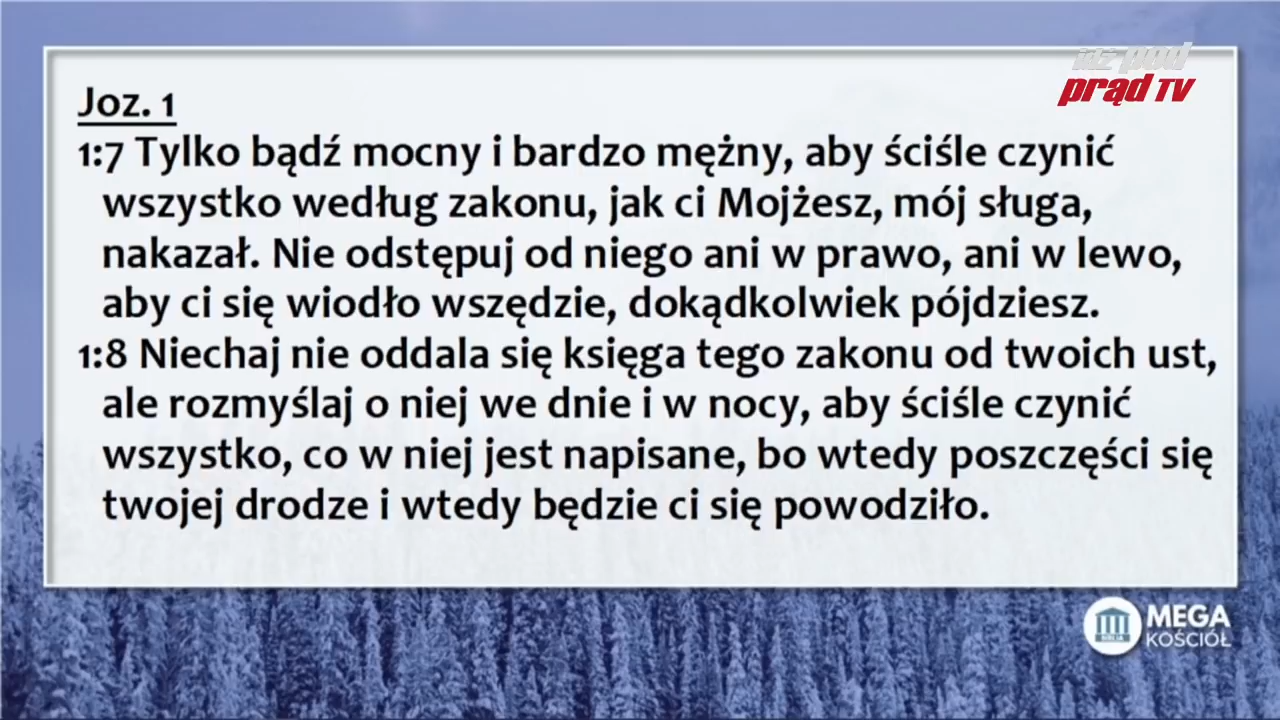 idź pod
prąd TV
Joz. 1
1:7 Tylko bądź mocny i bardzo mężny, aby ściśle czynić
wszystko według zakonu, jak ci Mojżesz, mój sługa,
nakazał. Nie odstępuj od niego ani w prawo, ani w lewo,
aby ci się wiodło wszędzie, dokądkolwiek pójdziesz.
1:8 Niechaj nie oddala się księga tego zakonu od twoich ust,
ale rozmyślaj o niej we dnie i w nocy, aby ściśle czynić
wszystko, co w niej jest napisane, bo wtedy poszczęści się
twojej drodze i wtedy będzie ci się powodziło.
BIBLIA
MEGA
KOŚCIÓŁ